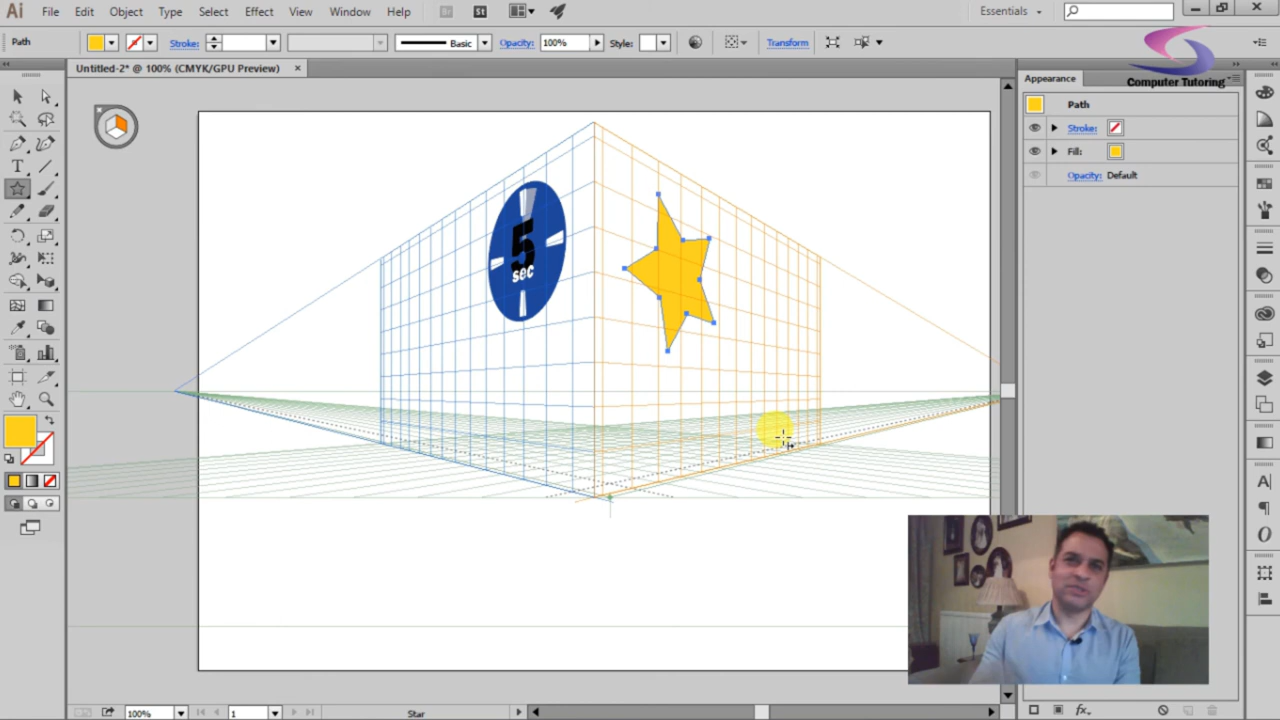 Ai File Edit Object Type Select Effect View Window Help Br St Essentials
Path Stroke: Basic Opacity: 100% Style: Transform
Untitled-2* @ 100% (CMYK/GPU Preview) ×
Computer Tutoring
Appearance
Path
Stroke:
Fill:
Opacity: Default
5
sec
100% 1 Star